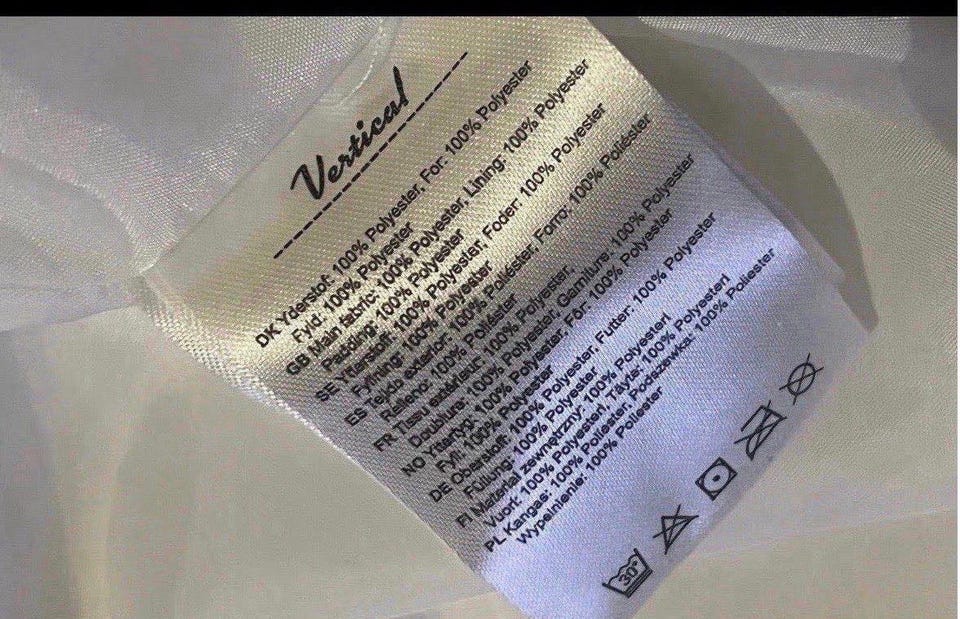 Vertical
DK Yderstof: 100% Polyester, For: 100% Polyester
Fyld: 100% Polyester
GB Main fabric: 100% Polyester, Lining: 100% Polyester
Padding: 100% Polyester
SE YTterstoff: 100% Polyester, Foder: 100% Polyester
Fyllning: 100% Polyester
ES Tejido exterior: 100% Poliéster, Forro: 100% Poliéster
Relleno: 100% Poliéster
FR Tissu extérieur: 100% Polyester,
Doublure: 100% Polyester, Garniture: 100% Polyester
NO Yttertyg: 100% Polyester, Fór: 100% Polyester
Fyll: 100% Polyester
DE Oberstoff: 100% Polyester, Futter: 100% Polyester
Füllung: 100% Polyester
FI Material zewnętrzny: 100% Polyesteri
Vuori: 100% Polyesteri, Täyte: 100% Polyesteri
PL Kangas: 100% Poliester, Podszewka: 100% Poliester
Wypełnienie: 100% Poliester
30°